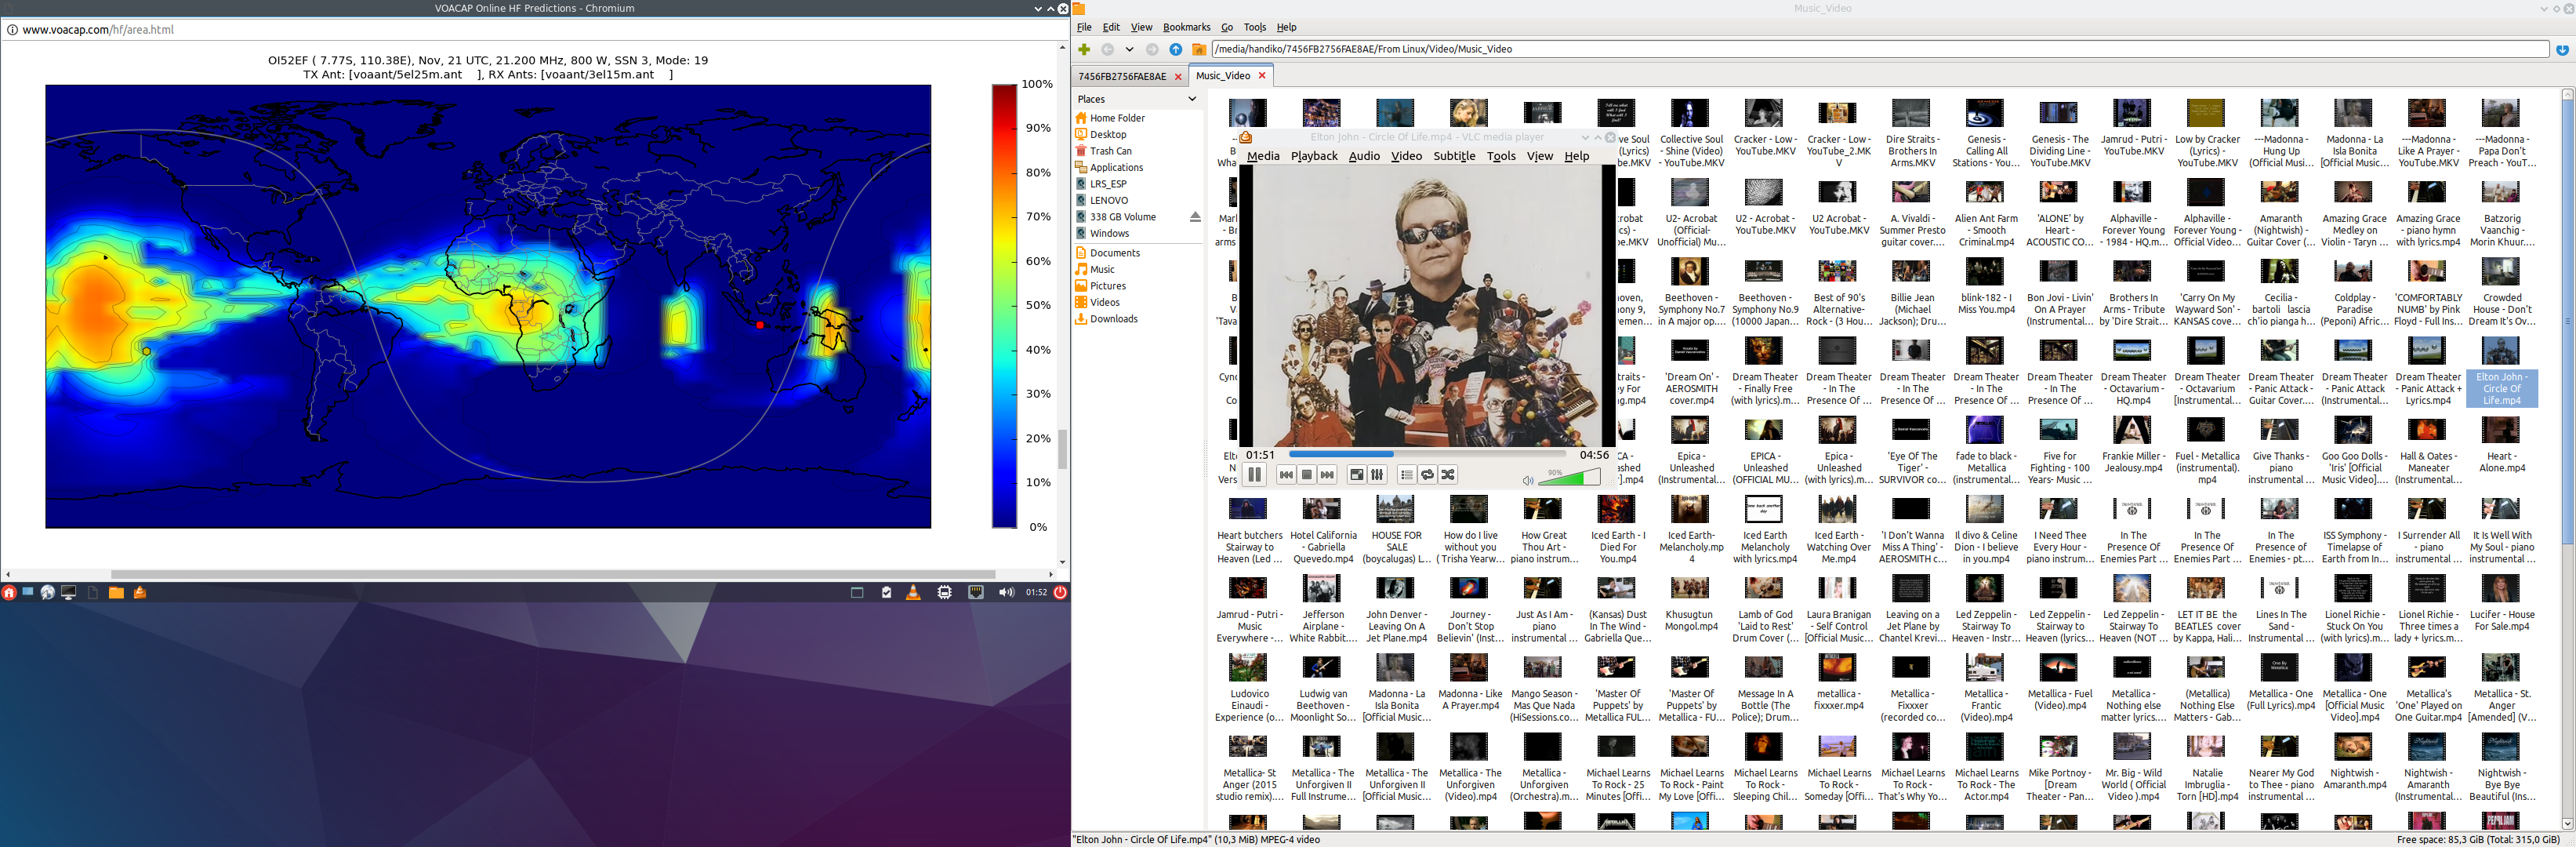 VOACAP Online HF Predictions - Chromium
www.voacap.com/hf/area.html
OI52EF ( 7.77S, 110.38E), Nov, 21 UTC, 21.200 MHz, 800 W, SSN 3, Mode: 19
TX Ant: [voaant/5el25m.ant ], RX Ants: [voaant/3el15m.ant ]
100%
90%
80%
70%
60%
50%
40%
30%
20%
10%
0%
01:52
Music_Video
File Edit View Bookmarks Go Tools Help
/media/handiko/7456FB2756FAE8AE/From Linux/Video/Music_Video
7456FB2756FAE8AE Music_Video
Places
Home Folder
Desktop
Trash Can
Applications
LRS_ESP
LENOVO
338 GB Volume
Windows
Documents
Music
Pictures
Videos
Downloads
Elton John - Circle Of Life.mp4 - VLC media player
Media Playback Audio Video Subtitle Tools View Help
01:51 04:56
90%
Collective Soul
- Shine (Video)
- YouTube.MKV
Cracker - Low -
YouTube.MKV
Cracker - Low -
YouTube_2.MK
V
Dire Straits -
Brothers In
Arms.MKV
Genesis -
Calling All
Stations - You...
Genesis - The
Dividing Line -
YouTube.MKV
Jamrud - Putri -
YouTube.MKV
Low by Cracker
(Lyrics) -
YouTube.MKV
---Madonna -
Hung Up
(Official Musi...
Madonna - La
Isla Bonita
[Official Music...
---Madonna -
Like A Prayer -
YouTube.MKV
---Madonna -
Papa Don't
Preach - YouT...
U2- Acrobat
(Official-
Unofficial) Mu...
U2 - Acrobat -
YouTube.MKV
U2 Acrobat -
YouTube.MKV
A. Vivaldi -
Summer Presto
guitar cover....
Alien Ant Farm
- Smooth
Criminal.mp4
'ALONE' by
Heart -
ACOUSTIC CO...
Alphaville -
Forever Young
- 1984 - HQ.m...
Alphaville -
Forever Young -
Official Video...
Amaranth
(Nightwish) -
Guitar Cover (...
Amazing Grace
Medley on
Violin - Taryn ...
Amazing Grace
- piano hymn
with lyrics.mp4
Batzorig
Vaanchig -
Morin Khuur....
Beethoven -
Symphony No.7
in A major op....
Beethoven -
Symphony No.9
(10000 Japan...
Best of 90's
Alternative-
Rock - (3 Hou...
Billie Jean
(Michael
Jackson); Dru...
blink-182 - I
Miss You.mp4
Bon Jovi - Livin'
On A Prayer
(Instrumental...
Brothers In
Arms - Tribute
by 'Dire Strait...
'Carry On My
Wayward Son' -
KANSAS cove...
Cecilia -
bartoli lascia
ch'io pianga h...
Coldplay -
Paradise
(Peponi) Afric...
'COMFORTABLY
NUMB' by Pink
Floyd - Full Ins...
Crowded
House - Don't
Dream It's Ov...
'Dream On' -
AEROSMITH
cover.mp4
Dream Theater
- Finally Free
(with lyrics).m...
Dream Theater
- In The
Presence Of ...
Dream Theater
- In The
Presence Of ...
Dream Theater
- In The
Presence Of ...
Dream Theater
- Octavarium -
HQ.mp4
Dream Theater
- Octavarium
[Instrumental...
Dream Theater
- Panic Attack -
Guitar Cover....
Dream Theater
- Panic Attack
(Instrumental...
Dream Theater
- Panic Attack +
Lyrics.mp4
Elton John -
Circle Of
Life.mp4
Epica -
Unleashed
(Instrumental...
EPICA -
Unleashed
(OFFICIAL MU...
Epica -
Unleashed
(with lyrics).m...
'Eye Of The
Tiger' -
SURVIVOR co...
fade to black -
Metallica
(instrumental...
Five for
Fighting - 100
Years- Music ...
Frankie Miller -
Jealousy.mp4
Fuel - Metallica
(instrumental).
mp4
Give Thanks -
piano
instrumental ...
Goo Goo Dolls -
'Iris' [Official
Music Video]....
Hall & Oates -
Maneater
(Instrumental...
Heart -
Alone.mp4
Heart butchers
Stairway to
Heaven (Led ...
Hotel California
- Gabriella
Quevedo.mp4
HOUSE FOR
SALE
(boycalugas) L...
How do I live
without you
( Trisha Yearw...
How Great
Thou Art -
piano instrum...
Iced Earth - I
Died For
You.mp4
Iced Earth-
Melancholy.mp
4
Iced Earth
Melancholy
with lyrics.mp4
Iced Earth -
Watching Over
Me.mp4
'I Don't Wanna
Miss A Thing' -
AEROSMITH c...
Il divo & Celine
Dion - I believe
in you.mp4
I Need Thee
Every Hour -
piano instrum...
In The
Presence Of
Enemies Part ...
In The
Presence Of
Enemies Part ...
In The
Presence of
Enemies - pt....
ISS Symphony -
Timelapse of
Earth from In...
I Surrender All
- piano
instrumental ...
It Is Well With
My Soul - piano
instrumental ...
Jamrud - Putri -
Music
Everywhere -...
Jefferson
Airplane -
White Rabbit....
John Denver -
Leaving On A
Jet Plane.mp4
Journey -
Don't Stop
Believin' (Inst...
Just As I Am -
piano
instrumental ...
(Kansas) Dust
In The Wind -
Gabriella Que...
Khusugtun
Mongol.mp4
Lamb of God
'Laid to Rest'
Drum Cover (...
Laura Branigan
- Self Control
[Official Music...
Leaving on a
Jet Plane by
Chantel Krevi...
Led Zeppelin -
Stairway To
Heaven - Instr...
Led Zeppelin -
Stairway to
Heaven (lyrics...
Led Zeppelin -
Stairway To
Heaven (NOT ...
LET IT BE the
BEATLES cover
by Kappa, Hali...
Lines In The
Sand -
Instrumental ...
Lionel Richie -
Stuck On You
(with lyrics).m...
Lionel Richie -
Three times a
lady + lyrics.m...
Lucifer - House
For Sale.mp4
Ludovico
Einaudi -
Experience (o...
Ludwig van
Beethoven -
Moonlight So...
Madonna - La
Isla Bonita
[Official Music...
Madonna - Like
A Prayer.mp4
Mango Season -
Mas Que Nada
(HiSessions.co...
'Master Of
Puppets' by
Metallica FUL...
'Master Of
Puppets' by
Metallica - FU...
Message In A
Bottle (The
Police); Drum...
metallica -
fixxxer.mp4
Metallica -
Fixxxer
(recorded co...
Metallica -
Frantic
(Video).mp4
Metallica - Fuel
(Video).mp4
Metallica -
Nothing else
matter lyrics....
(Metallica)
Nothing Else
Matters - Gab...
Metallica - One
(Full Lyrics).mp4
Metallica - One
[Official Music
Video].mp4
Metallica's
'One' Played on
One Guitar.mp4
Metallica - St.
Anger
[Amended] (V...
Metallica- St
Anger (2015
studio remix)....
Metallica - The
Unforgiven II
Full Instrume...
Metallica - The
Unforgiven II
[Official Music...
Metallica - The
Unforgiven
(Video).mp4
Metallica -
Unforgiven
(Orchestra).m...
Michael Learns
To Rock - 25
Minutes [Offi...
Michael Learns
To Rock - Paint
My Love [Offi...
Michael Learns
To Rock -
Sleeping Chil...
Michael Learns
To Rock -
Someday [Offi...
Michael Learns
To Rock -
That's Why Yo...
Michael Learns
To Rock - The
Actor.mp4
Mike Portnoy -
[Dream
Theater - Pan...
Mr. Big - Wild
World ( Official
Video ).mp4
Natalie
Imbruglia -
Torn [HD].mp4
Nearer My God
to Thee - piano
instrumental ...
Nightwish -
Amaranth.mp4
Nightwish -
Amaranth
(Instrumental...
Nightwish -
Bye Bye
Beautiful (Ins...
"Elton John - Circle Of Life.mp4" (10,3 MiB) MPEG-4 video
Free space: 85,3 GiB (Total: 315,0 GiB)